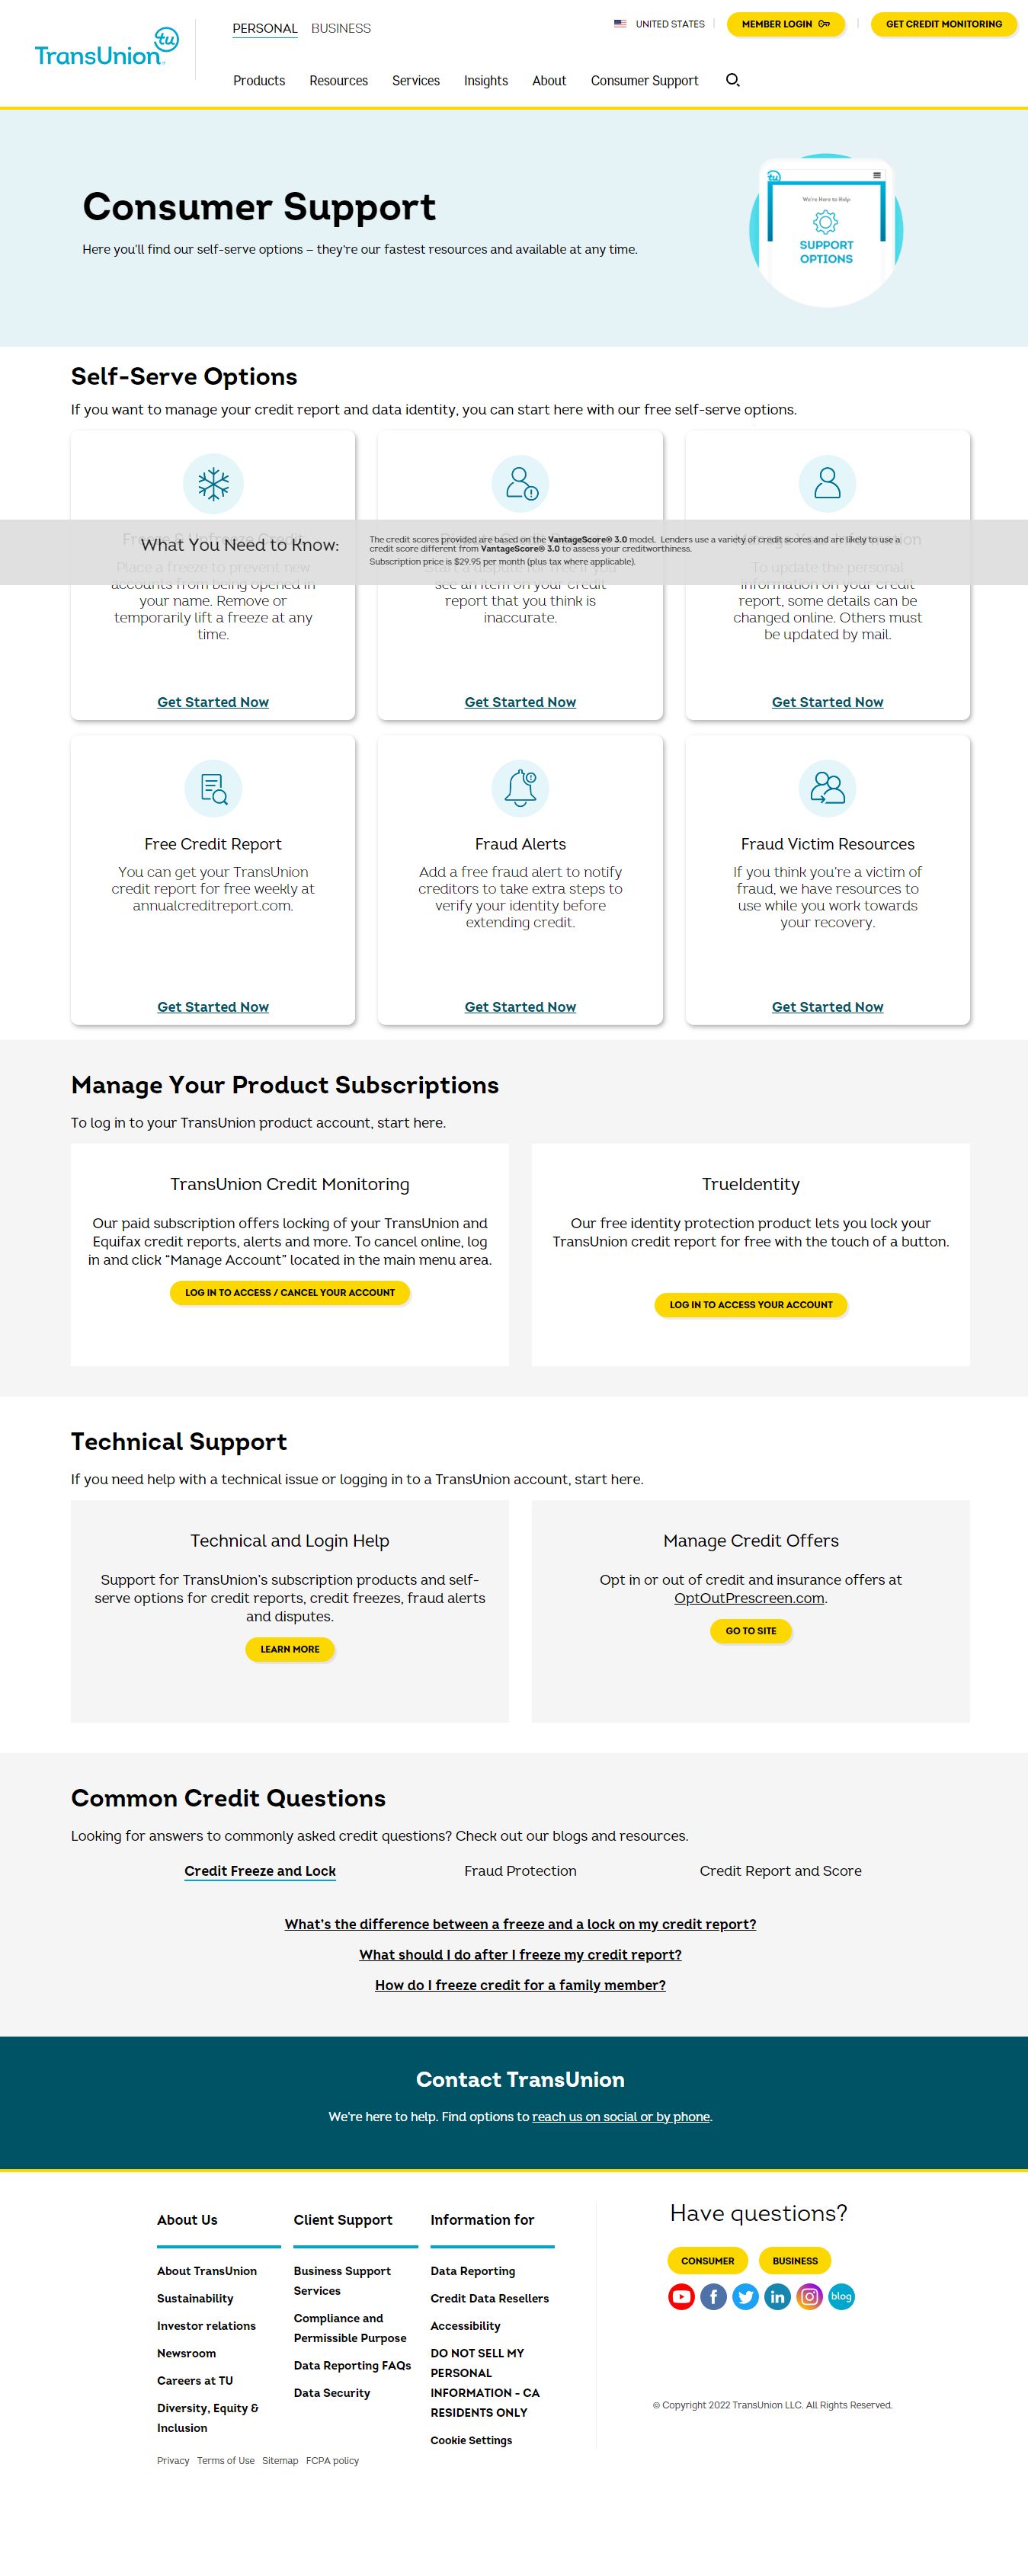 PERSONAL BUSINESS
UNITED STATES
MEMBER LOGIN
GET CREDIT MONITORING
tu
TransUnion
Products Resources Services Insights About Consumer Support
Consumer Support
Here you'll find our self-serve options – they're our fastest resources and available at any time.
tu
We're Here to Help
SUPPORT
OPTIONS
Self-Serve Options
If you want to manage your credit report and data identity, you can start here with our free self-serve options.
What You Need to Know:
The credit scores provided are based on the VantageScore® 3.0 model. Lenders use a variety of credit scores and are likely to use a
credit score different from VantageScore® 3.0 to assess your creditworthiness.
Subscription price is $29.95 per month (plus tax where applicable).
Place a freeze to prevent new
accounts from being opened in
your name. Remove or
temporarily lift a freeze at any
time.
Get Started Now
Start a dispute for free if you
see an item on your credit
report that you think is
inaccurate.
Get Started Now
To update the personal
information on your credit
report, some details can be
changed online. Others must
be updated by mail.
Get Started Now
Free Credit Report
You can get your TransUnion
credit report for free weekly at
annualcreditreport.com.
Get Started Now
Fraud Alerts
Add a free fraud alert to notify
creditors to take extra steps to
verify your identity before
extending credit.
Get Started Now
Fraud Victim Resources
If you think you're a victim of
fraud, we have resources to
use while you work towards
your recovery.
Get Started Now
Manage Your Product Subscriptions
To log in to your TransUnion product account, start here.
TransUnion Credit Monitoring
Our paid subscription offers locking of your TransUnion and
Equifax credit reports, alerts and more. To cancel online, log
in and click “Manage Account” located in the main menu area.
LOG IN TO ACCESS / CANCEL YOUR ACCOUNT
TrueIdentity
Our free identity protection product lets you lock your
TransUnion credit report for free with the touch of a button.
LOG IN TO ACCESS YOUR ACCOUNT
Technical Support
If you need help with a technical issue or logging in to a TransUnion account, start here.
Technical and Login Help
Support for TransUnion's subscription products and self-
serve options for credit reports, credit freezes, fraud alerts
and disputes.
LEARN MORE
Manage Credit Offers
Opt in or out of credit and insurance offers at
OptOutPrescreen.com.
GO TO SITE
Common Credit Questions
Looking for answers to commonly asked credit questions? Check out our blogs and resources.
Credit Freeze and Lock
Fraud Protection
Credit Report and Score
What's the difference between a freeze and a lock on my credit report?
What should I do after I freeze my credit report?
How do I freeze credit for a family member?
Contact TransUnion
We're here to help. Find options to reach us on social or by phone.
About Us
About TransUnion
Sustainability
Investor relations
Newsroom
Careers at TU
Diversity, Equity &
Inclusion
Client Support
Business Support
Services
Compliance and
Permissible Purpose
Data Reporting FAQs
Data Security
Information for
Data Reporting
Credit Data Resellers
Accessibility
DO NOT SELL MY
PERSONAL
INFORMATION - CA
RESIDENTS ONLY
Cookie Settings
Have questions?
CONSUMER
BUSINESS
f
in
blog
© Copyright 2022 TransUnion LLC. All Rights Reserved.
Privacy Terms of Use Sitemap FCPA policy